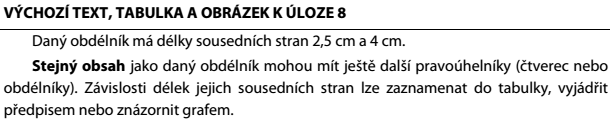 VÝCHOZÍ TEXT, TABULKA A OBRÁZEK K ÚLOZE 8
Daný obdélník má délky sousedních stran 2,5 cm a 4 cm.
Stejný obsah jako daný obdélník mohou mít ještě další pravoúhelníky (čtverec nebo
obdélníky). Závislosti délek jejich sousedních stran lze zaznamenat do tabulky, vyjádřit
předpisem nebo znázornit grafem.